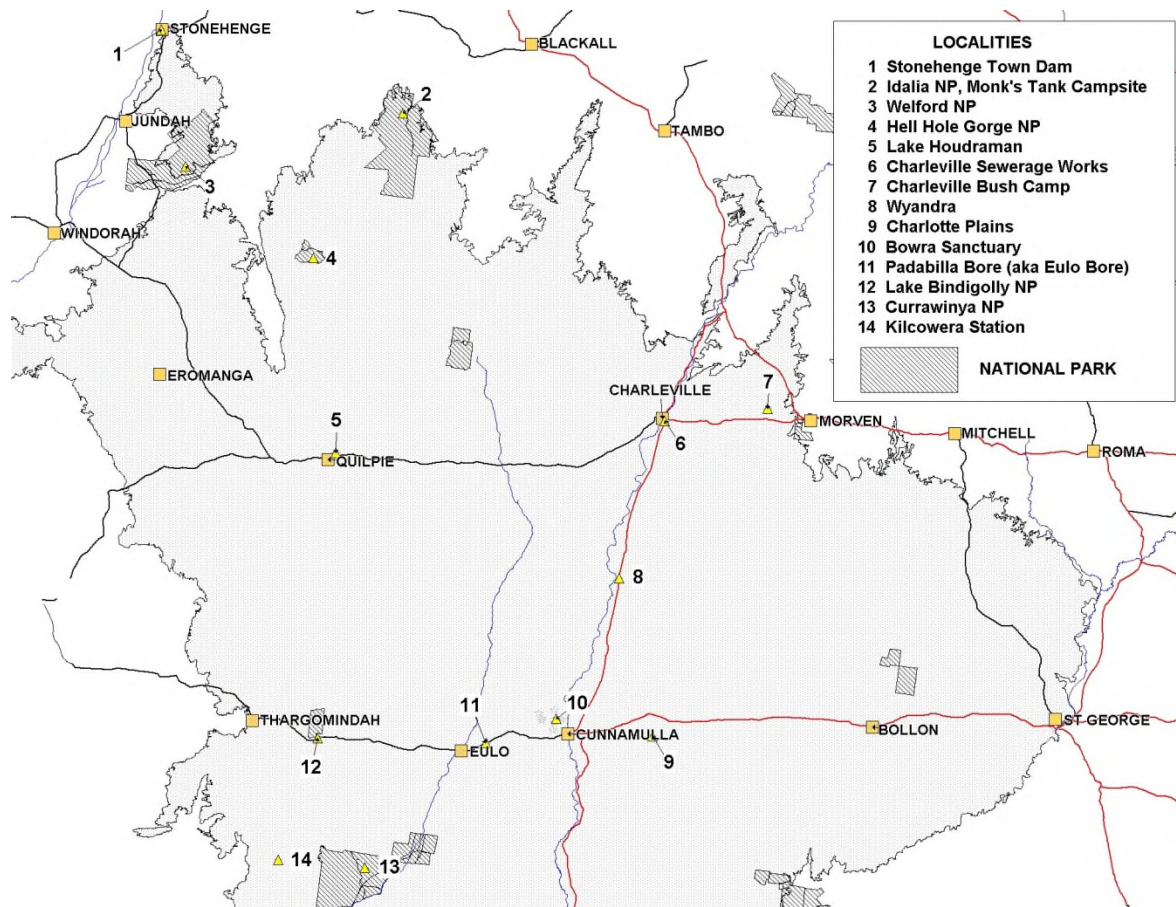 STONEHENGE
1
BLACKALL
2
JUNDAH
TAMBO
3
WINDORAH
4
EROMANGA
CHARLEVILLE
7
MORVEN
6
MITCHELL
ROMA
5
QUILPIE
8
10
11
THARGOMINDAH
ST GEORGE
BOLLON
CUNNAMULLA
EULO
12
9
14
13
LOCALITIES
1 Stonehenge Town Dam
2 Idalia NP, Monk's Tank Campsite
3 Welford NP
4 Hell Hole Gorge NP
5 Lake Houdraman
6 Charleville Sewerage Works
7 Charleville Bush Camp
8 Wyandra
9 Charlotte Plains
10 Bowra Sanctuary
11 Padabilla Bore (aka Eulo Bore)
12 Lake Bindigolly NP
13 Currawinya NP
14 Kilcowera Station
NATIONAL PARK